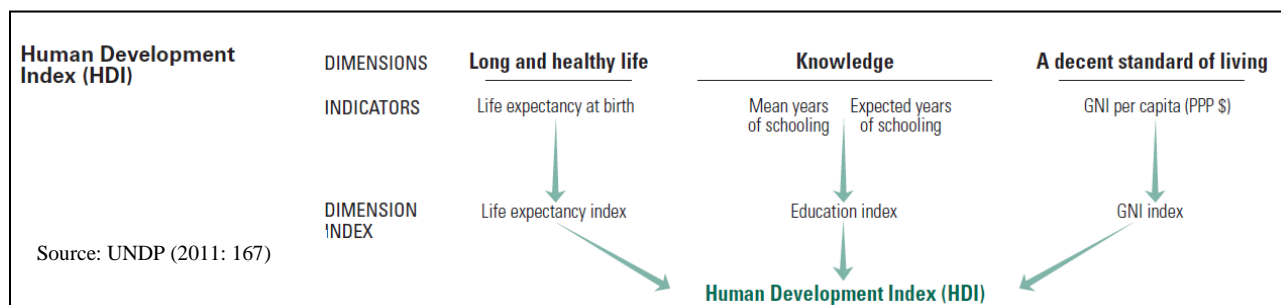 Human Development
Index (HDI)
DIMENSIONS
Long and healthy life
Knowledge
A decent standard of living
INDICATORS
Life expectancy at birth
Mean years
of schooling
Expected years
of schooling
GNI per capita (PPP $)
DIMENSION
INDEX
Life expectancy index
Education index
GNI index
Source: UNDP (2011: 167)
Human Development Index (HDI)